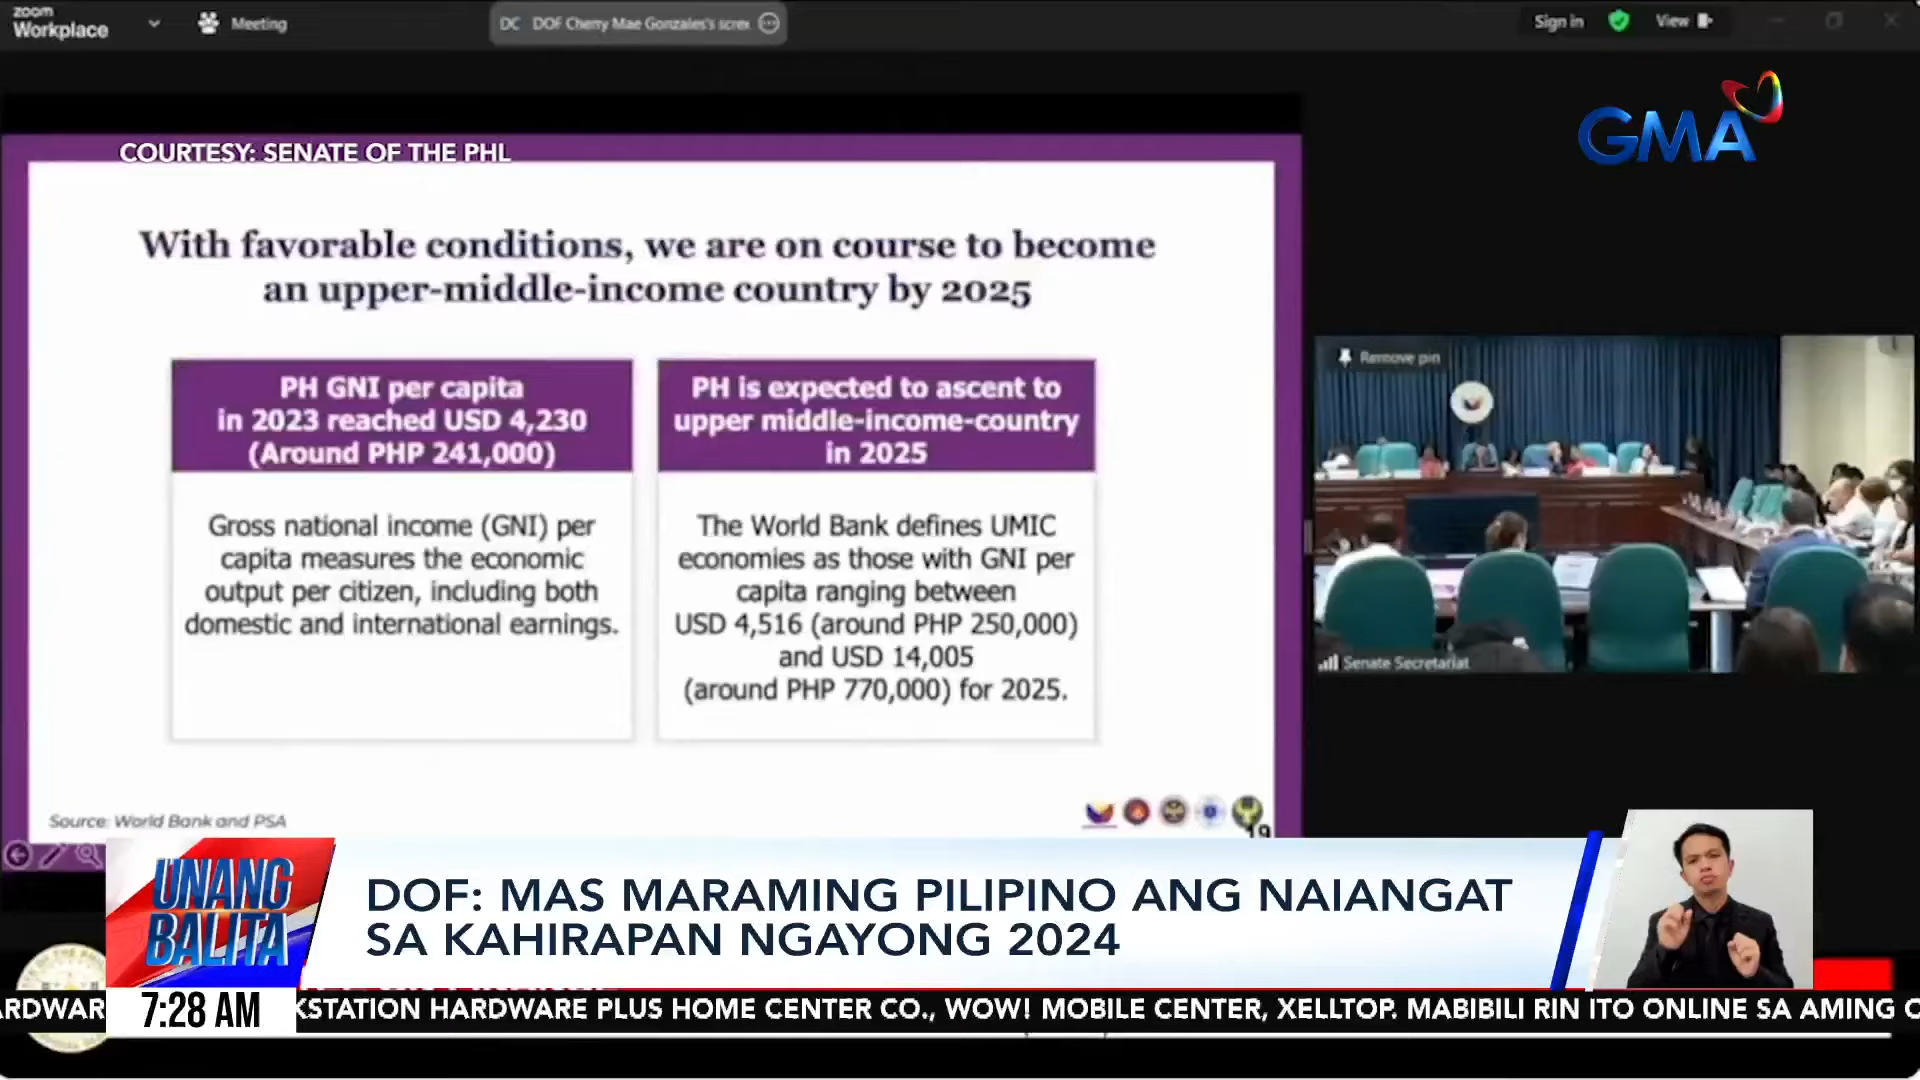 zoom
Workplace
Meeting
DC DOF Cherry Mae Gonzales's scree
Sign in
View
GMA
COURTESY: SENATE OF THE PHL
With favorable conditions, we are on course to become
an upper-middle-income country by 2025
PH GNI per capita
in 2023 reached USD 4,230
(Around PHP 241,000)
Gross national income (GNI) per
capita measures the economic
output per citizen, including both
domestic and international earnings.
PH is expected to ascent to
upper middle-income-country
in 2025
The World Bank defines UMIC
economies as those with GNI per
capita ranging between
USD 4,516 (around PHP 250,000)
and USD 14,005
(around PHP 770,000) for 2025.
Remove pin
Senate Secretariat
Source: World Bank and PSA
19
UNANG
BALITA
DOF: MAS MARAMING PILIPINO ANG NAIANGAT
SA KAHIRAPAN NGAYONG 2024
7:28 AM
ARDWAR KSTATION HARDWARE PLUS HOME CENTER CO., WOW! MOBILE CENTER, XELLTOP. MABIBILI RIN ITO ONLINE SA AMING